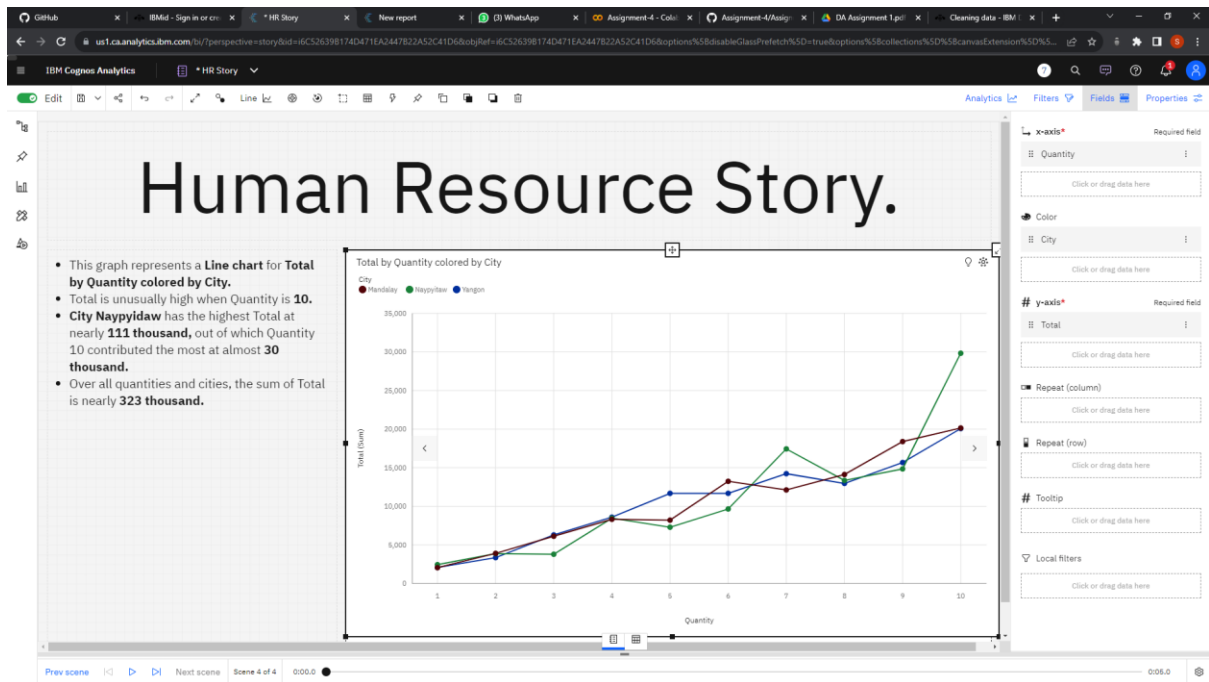 GitHub
IBMid - Sign in or cre
* HR Story
New report
(3) WhatsApp
Assignment-4 - Colab
Assignment-4/Assign
DA Assignment 1.pdf
Cleaning data - IBM
us1.ca.analytics.ibm.com/bi/?perspective=story&id=i6C526398174D471EA2447B22A52C41D6&objRef=i6C526398174D471EA2447B22A52C41D6&options%5BdisableGlassPrefetch%5D=true&options%5Bcollections%5D%5BcanvasExtension%5D%5...
IBM Cognos Analytics
* HR Story
Edit
Line
Analytics
Filters
Fields
Properties
Human Resource Story.
• This graph represents a Line chart for Total
by Quantity colored by City.
• Total is unusually high when Quantity is 10.
• City Naypyidaw has the highest Total at
nearly 111 thousand, out of which Quantity
10 contributed the most at almost 30
thousand.
• Over all quantities and cities, the sum of Total
is nearly 323 thousand.
Total by Quantity colored by City
City
Mandalay Naypyitaw Yangon
Total (Sum)
35,000
30,000
25,000
20,000
15,000
10,000
5,000
0
1 2 3 4 5 6 7 8 9 10
Quantity
x-axis*
Required field
Quantity
Click or drag data here
Color
City
Click or drag data here
# y-axis*
Required field
Total
Click or drag data here
Repeat (column)
Click or drag data here
Repeat (row)
Click or drag data here
# Tooltip
Click or drag data here
Local filters
Click or drag data here
Prev scene
Next scene
Scene 4 of 4
0:00.0
0:05.0